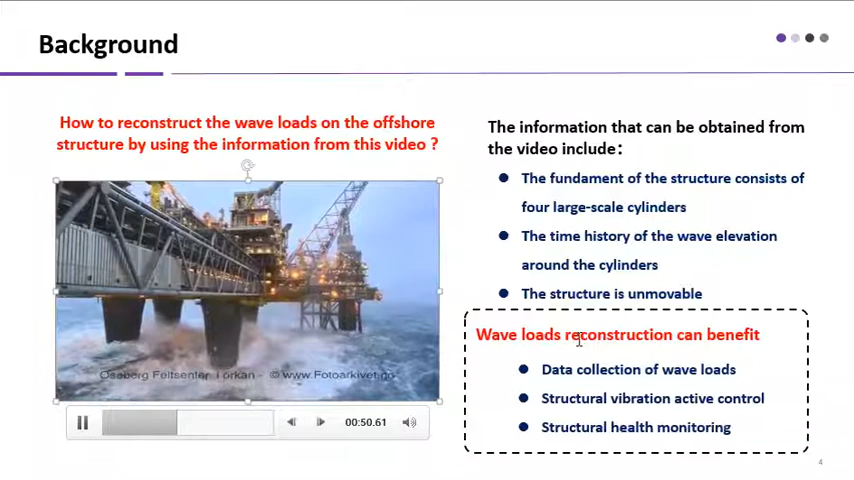 Background
How to reconstruct the wave loads on the offshore
structure by using the information from this video ?
Oseberg Feltsenter i orkan - © www.Fotoarkivet.no
00:50.61
The information that can be obtained from
the video include：
● The fundament of the structure consists of
four large-scale cylinders
● The time history of the wave elevation
around the cylinders
● The structure is unmovable
Wave loads reconstruction can benefit
● Data collection of wave loads
● Structural vibration active control
● Structural health monitoring
4